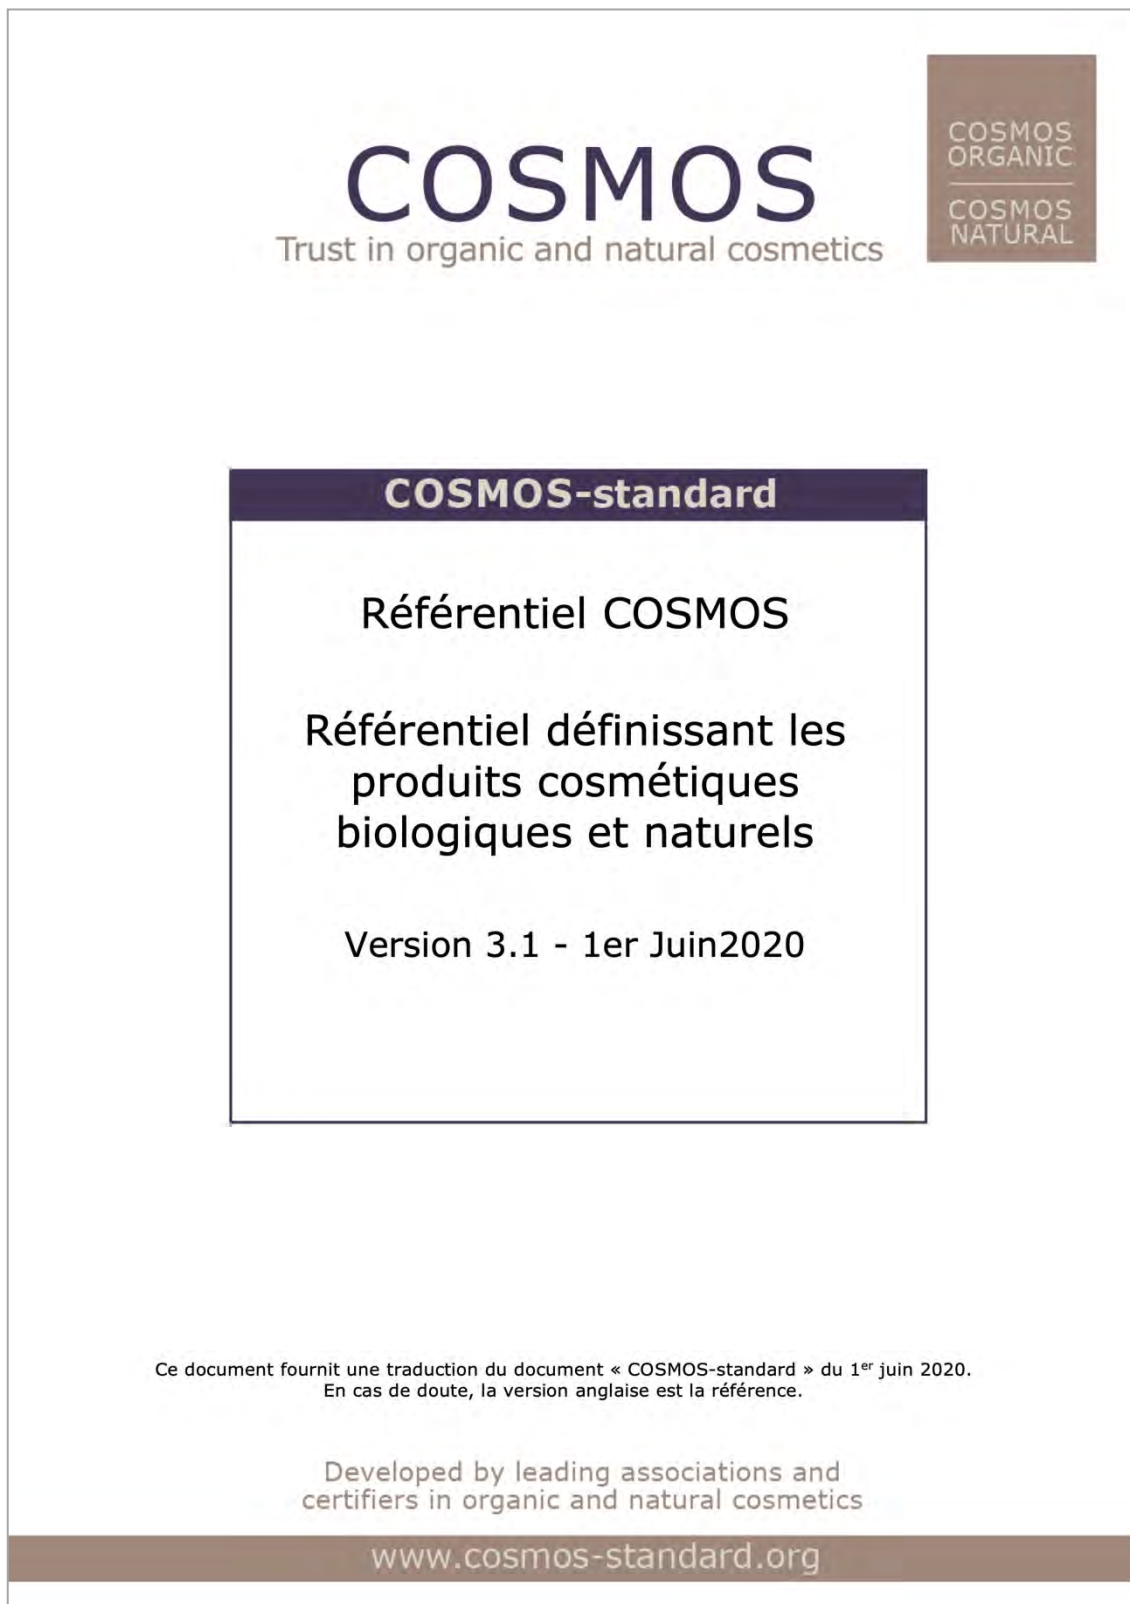 COSMOS
ORGANIC
COSMOS
NATURAL
COSMOS
Trust in organic and natural cosmetics
COSMOS-standard
Référentiel COSMOS
Référentiel définissant les
produits cosmétiques
biologiques et naturels
Version 3.1 - 1er Juin2020
Ce document fournit une traduction du document « COSMOS-standard » du 1er juin 2020.
En cas de doute, la version anglaise est la référence.
Developed by leading associations and
certifiers in organic and natural cosmetics
www.cosmos-standard.org